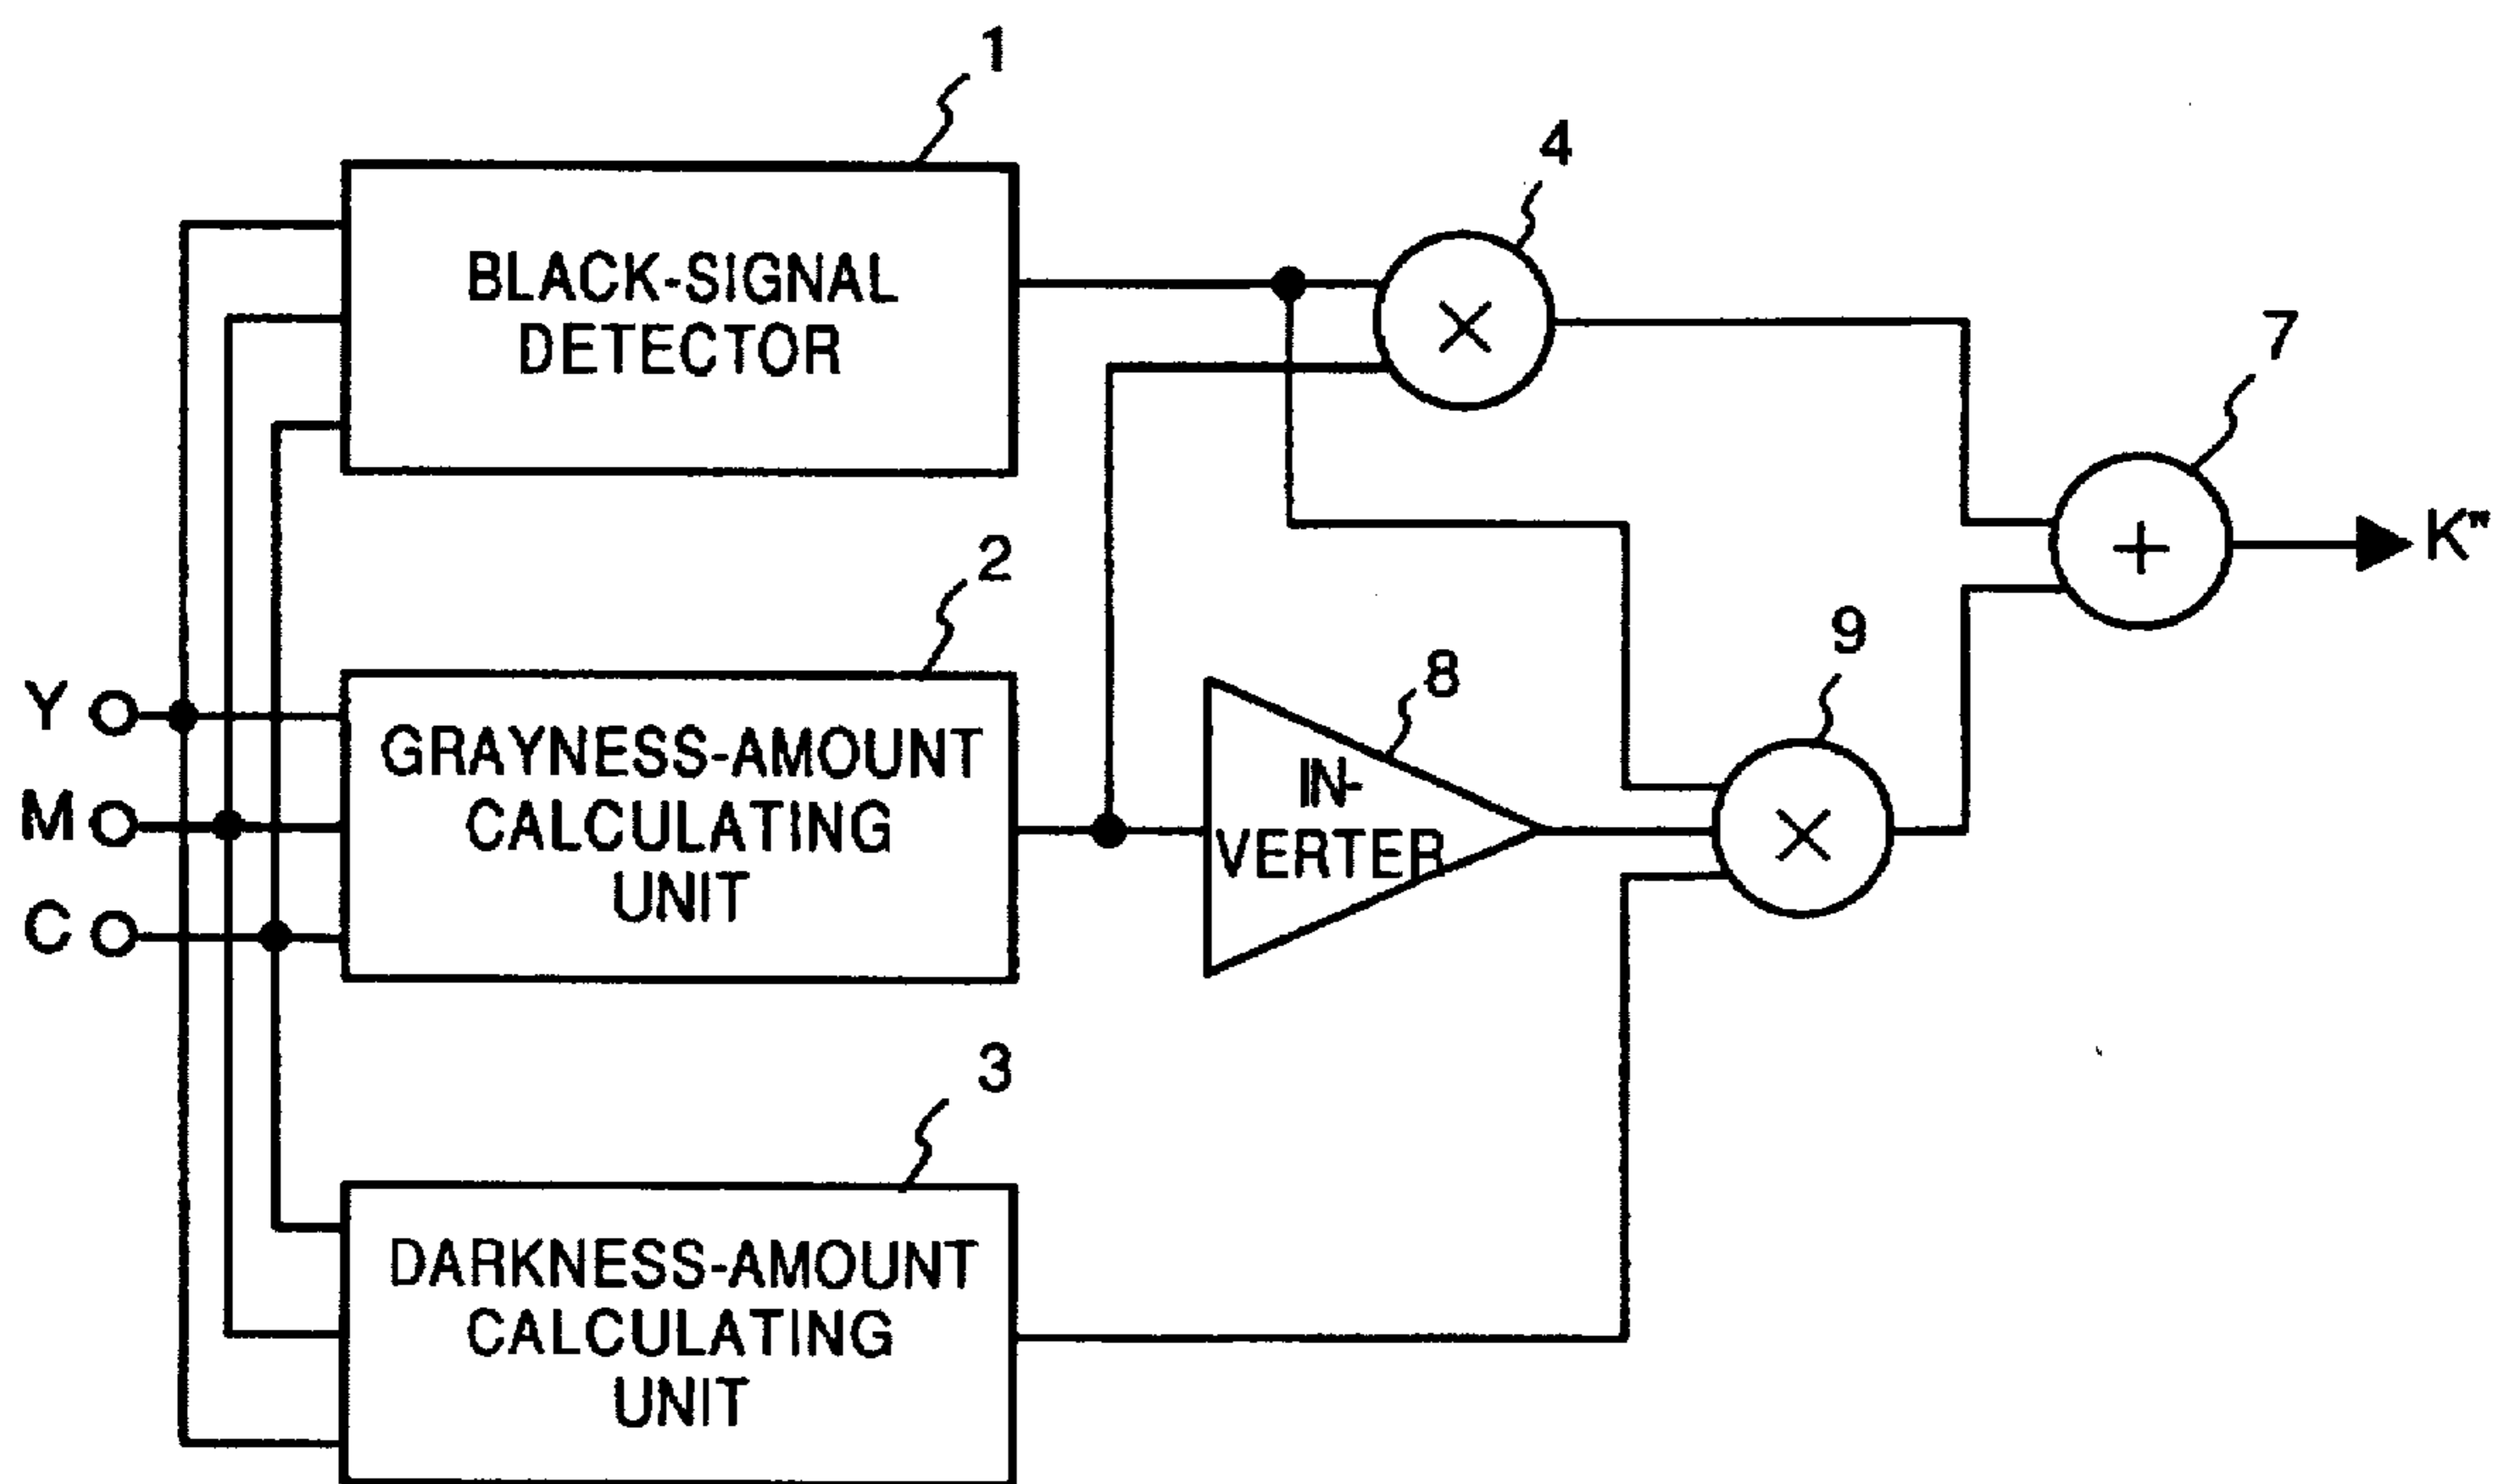 1
BLACK-SIGNAL
DETECTOR
4
×
7
+
K"
2
GRAYNESS-AMOUNT
CALCULATING
UNIT
Y
M
C
8
IN-
VERTER
9
×
3
DARKNESS-AMOUNT
CALCULATING
UNIT